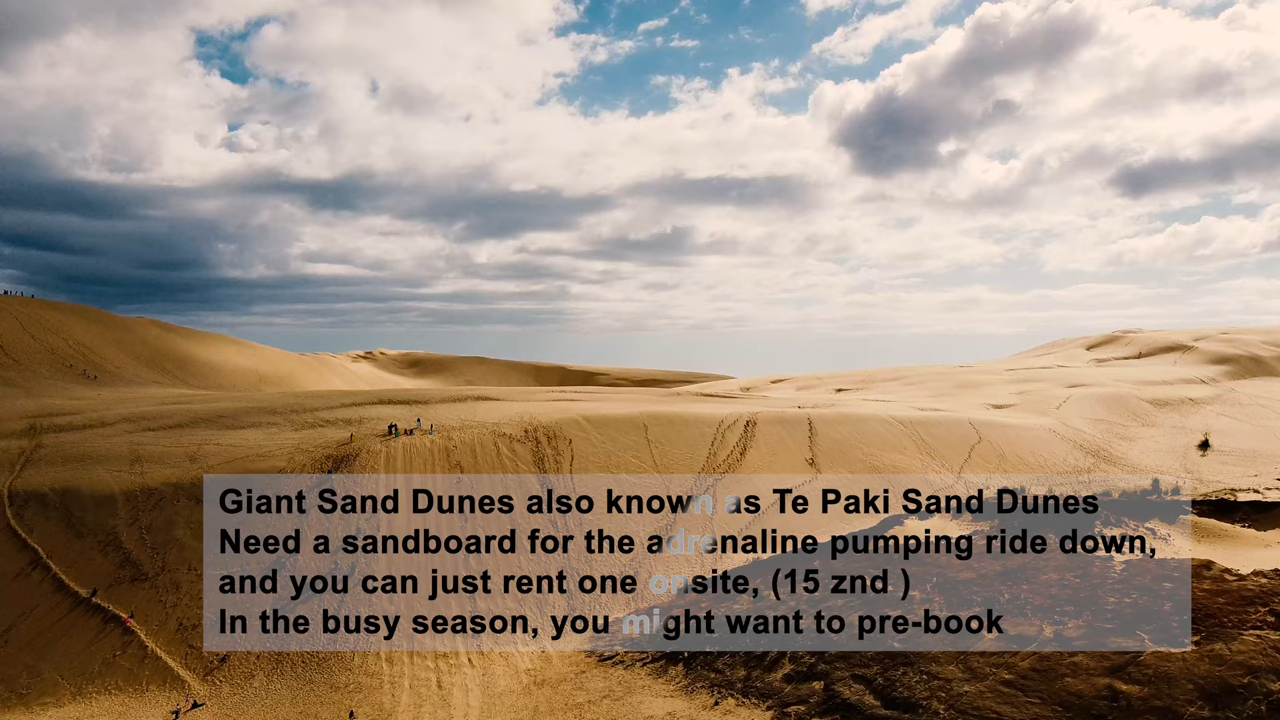 Giant Sand Dunes also known as Te Paki Sand Dunes
Need a sandboard for the adrenaline pumping ride down,
and you can just rent one onsite, (15 znd )
In the busy season, you might want to pre-book